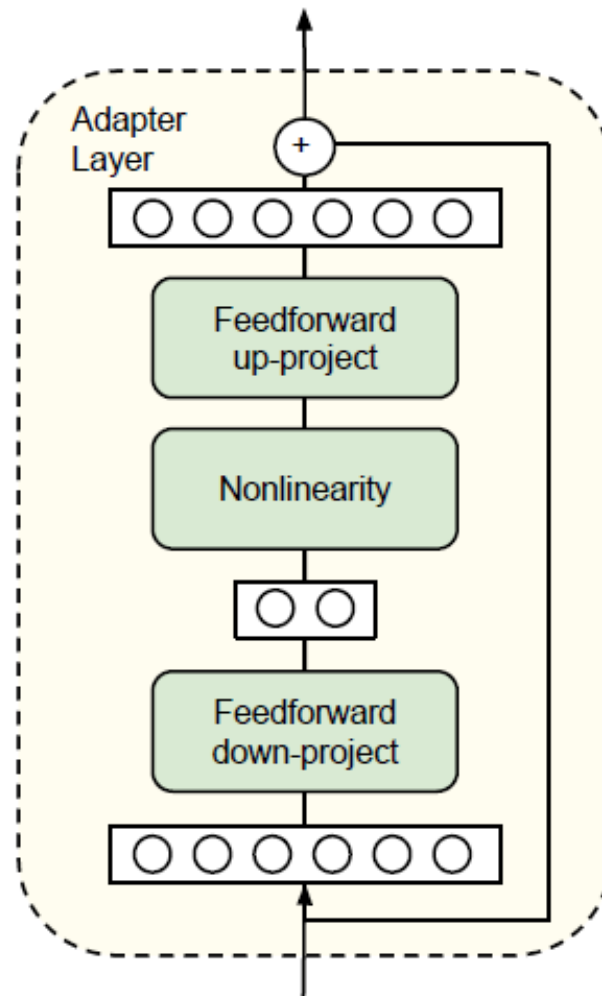 Adapter
Layer
+
Feedforward
up-project
Nonlinearity
Feedforward
down-project